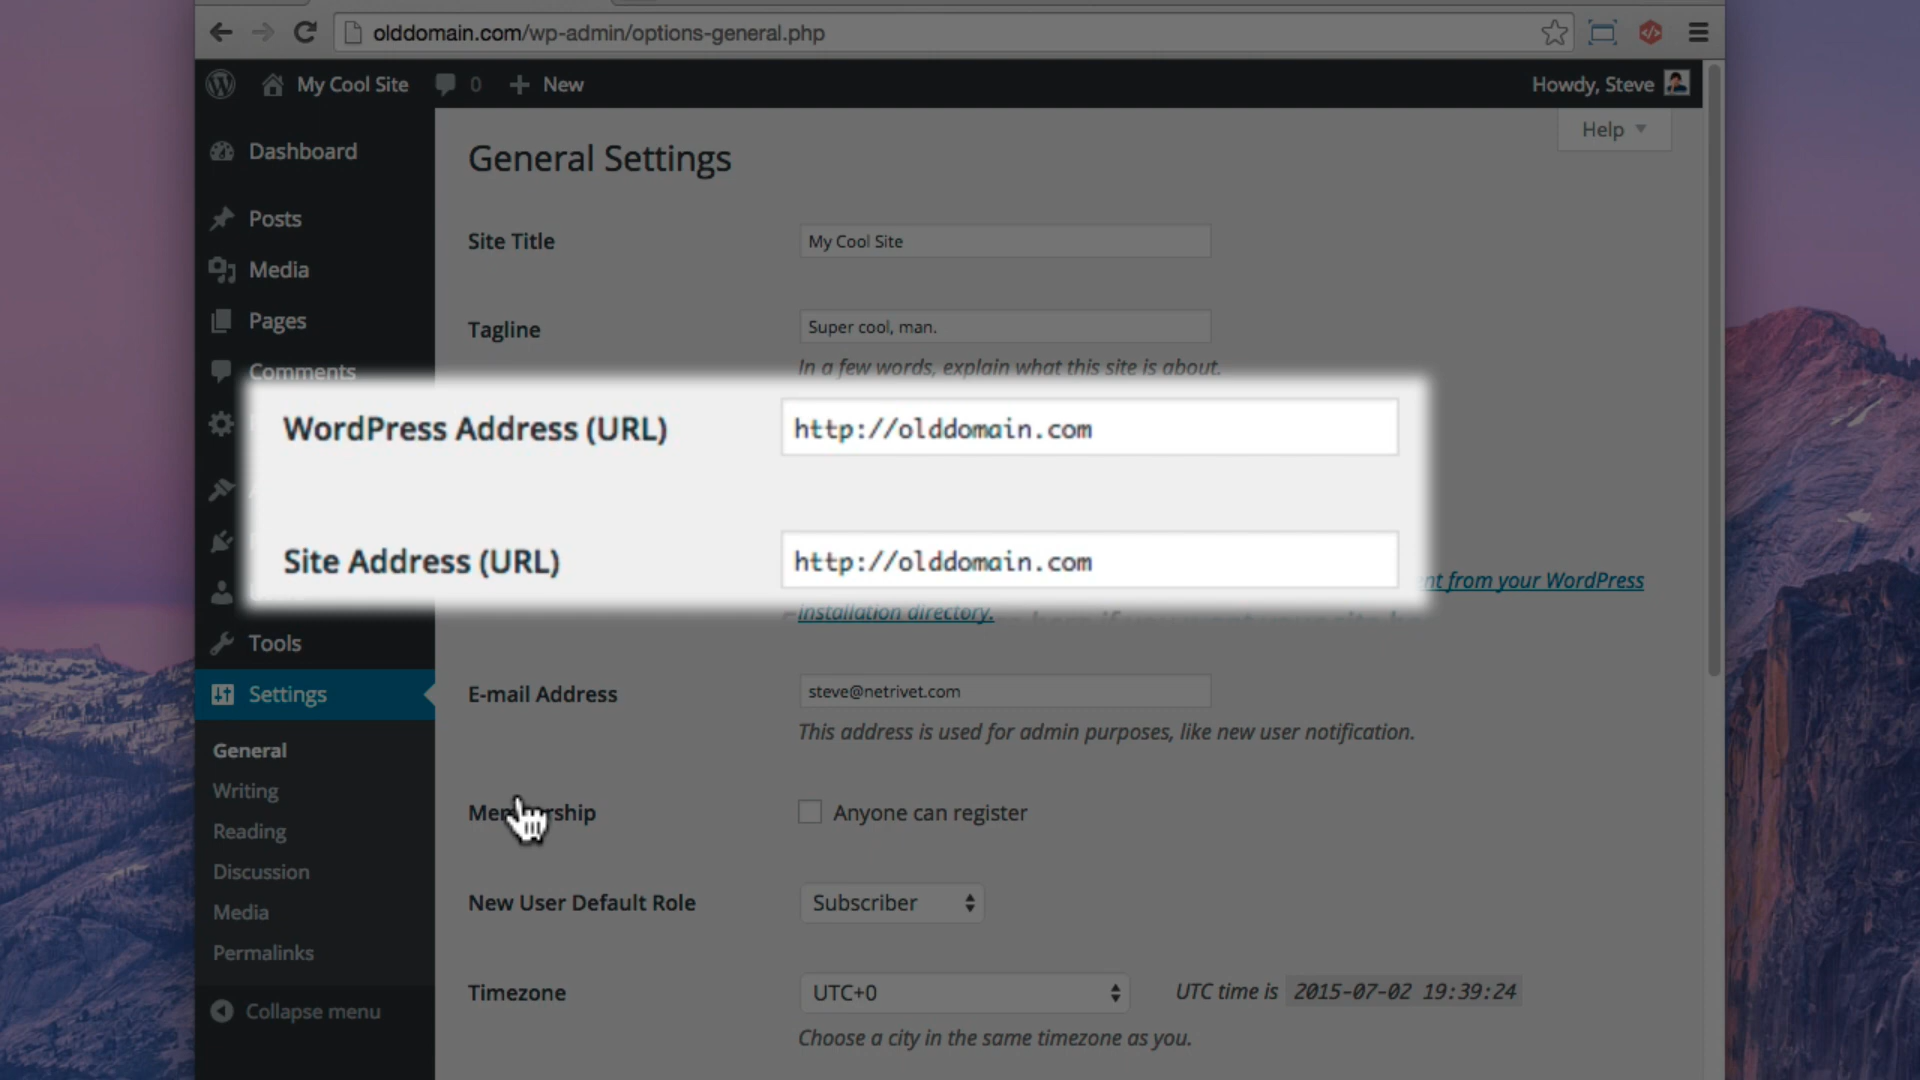 olddomain.com/wp-admin/options-general.php
My Cool Site
0
New
Howdy, Steve
Help
Dashboard
Posts
Media
Pages
Comments
Tools
Settings
General
Writing
Reading
Discussion
Media
Permalinks
Collapse menu
General Settings
Site Title
My Cool Site
Tagline
Super cool, man.
In a few words, explain what this site is about.
WordPress Address (URL)
http://olddomain.com
Site Address (URL)
http://olddomain.com
from your WordPress
installation directory.
E-mail Address
steve@netrivet.com
This address is used for admin purposes, like new user notification.
Membership
Anyone can register
New User Default Role
Subscriber
Timezone
UTC+0
UTC time is 2015-07-02 19:39:24
Choose a city in the same timezone as you.